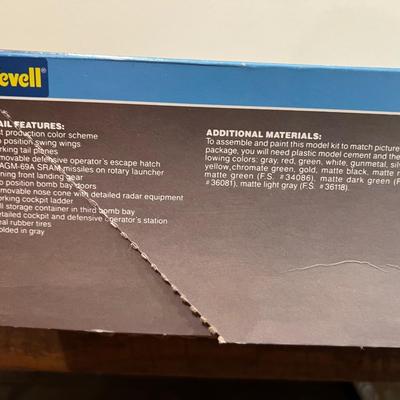 evell®
AIL FEATURES:
t production color scheme
o position swing wings
rking tail planes
movable defensive operator's escape hatch
AGM-69A SRAM missiles on rotary launcher
ning front landing gear
o position bomb bay doors
movable nose cone with detailed radar equipment
orking cockpit ladder
ll storage container in third bomb bay
etailed cockpit and defensive operator's station
eal rubber tires
olded in gray
ADDITIONAL MATERIALS:
To assemble and paint this model kit to match picture
package, you will need plastic model cement and the
lowing colors: gray, red, green, white, gunmetal, silv
yellow, chromate green, gold, matte black, matte
matte green (F.S. #34086), matte dark green (F
#36081), matte light gray (F.S. #36118).